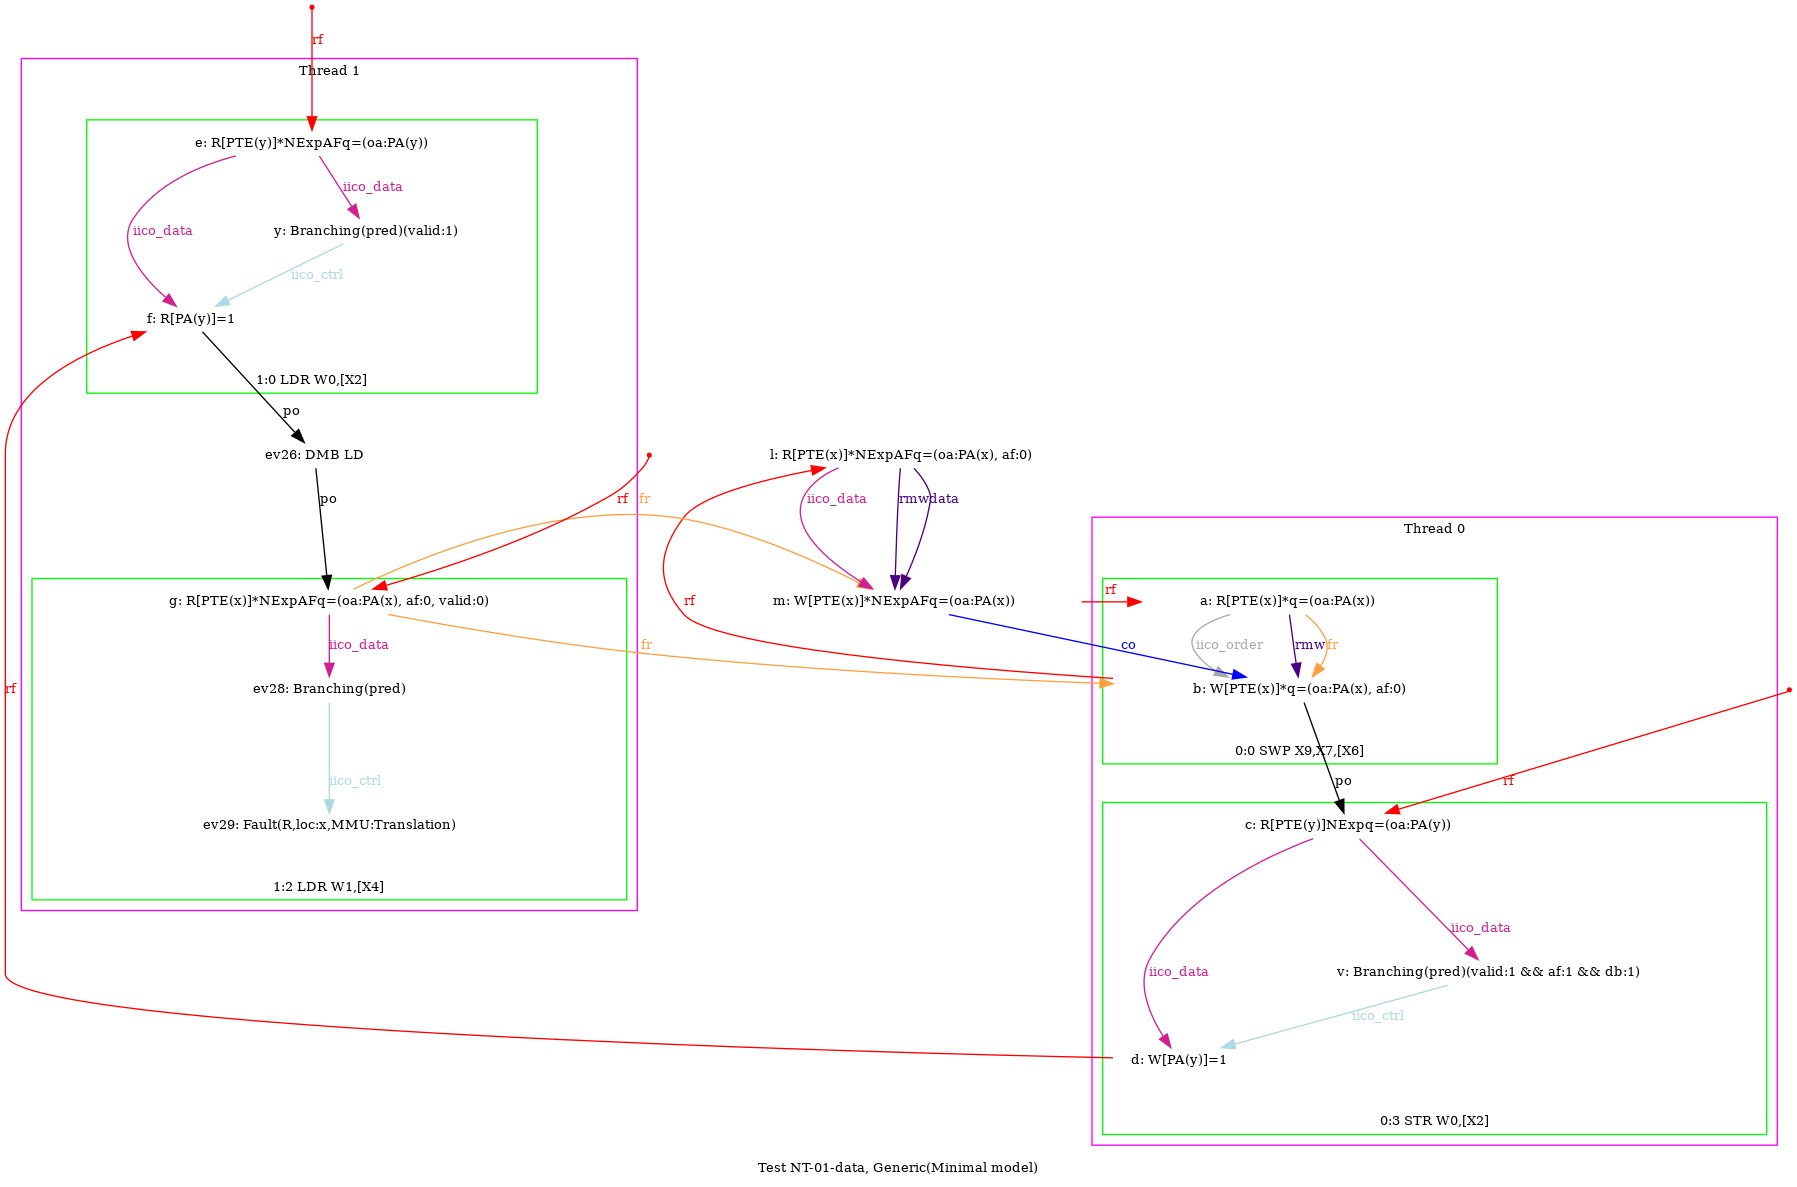 rf
Thread 1
e: R[PTE(y)]*NExpAFq=(oa:PA(y))
iico_data
iico_data
y: Branching(pred)(valid:1)
iico_ctrl
f: R[PA(y)]=1
1:0 LDR W0,[X2]
po
ev26: DMB LD
l: R[PTE(x)]*NExpAFq=(oa:PA(x), af:0)
po
rf
fr
iico_data
rmw
data
Thread 0
g: R[PTE(x)]*NExpAFq=(oa:PA(x), af:0, valid:0)
rf
m: W[PTE(x)]*NExpAFq=(oa:PA(x))
rf
a: R[PTE(x)]*q=(oa:PA(x))
iico_data
fr
co
iico_order
rmw
fr
rf
ev28: Branching(pred)
b: W[PTE(x)]*q=(oa:PA(x), af:0)
0:0 SWP X9,X7,[X6]
iico_ctrl
po
rf
ev29: Fault(R,loc:x,MMU:Translation)
c: R[PTE(y)]NExpq=(oa:PA(y))
1:2 LDR W1,[X4]
iico_data
iico_data
v: Branching(pred)(valid:1 && af:1 && db:1)
iico_ctrl
d: W[PA(y)]=1
0:3 STR W0,[X2]
Test NT-01-data, Generic(Minimal model)